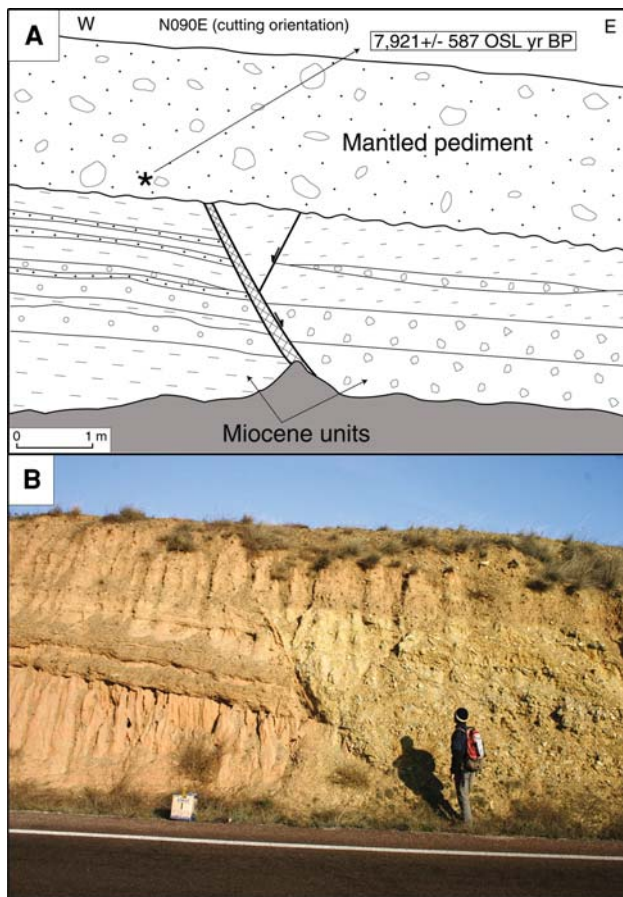 A
W
N090E (cutting orientation)
7,921+/- 587 OSL yr BP
E
Mantled pediment
*
Miocene units
0 1 m
B